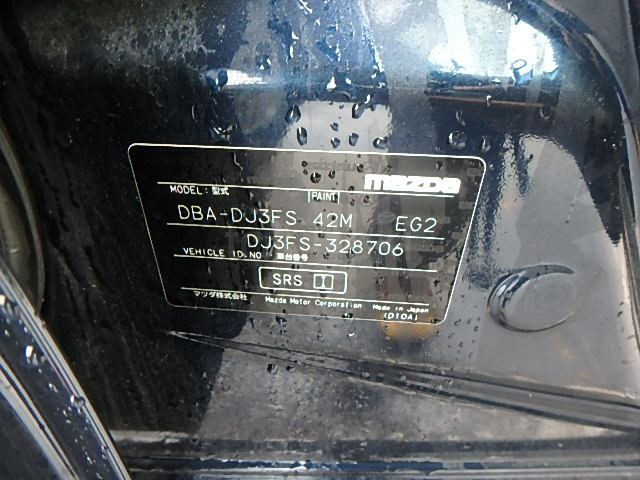 mazda
MODEL: 型式 PAINT
DBA-DJ3FS 42M EG2
DJ3FS-328706
VEHICLE ID.NO 車台番号
SRS
マツダ株式会社 Mazda Motor Corporation Made in Japan
(D10A)